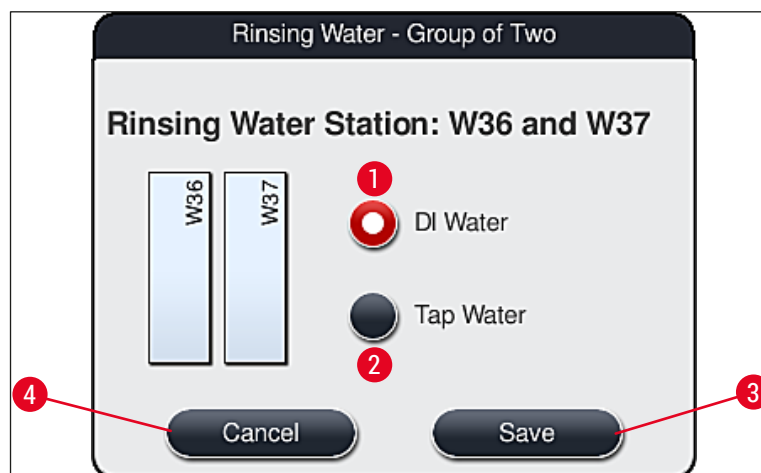 Rinsing Water - Group of Two
Rinsing Water Station: W36 and W37
W36
W37
1
DI Water
Tap Water
2
4
Cancel
Save
3